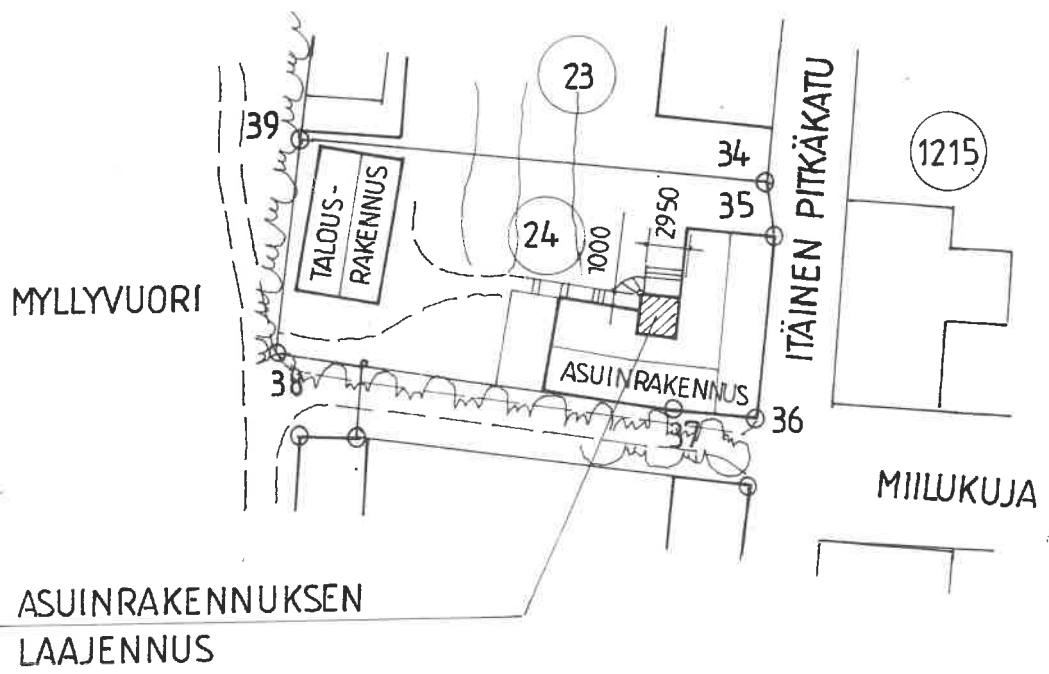 23
39
34
1215
35
2950
24
1000
TALOUS-
RAKENNUS
ITÄINEN PITKÄKATU
MYLLYVUORI
38
ASUINRAKENNUS
37
36
MIILUKUJA
ASUINRAKENNUKSEN
LAAJENNUS